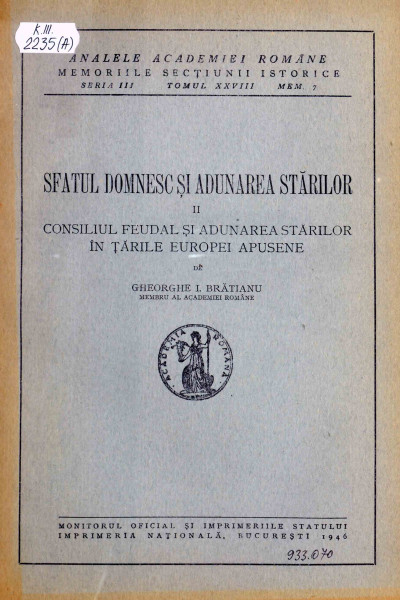 K.III.
2235(A)
ANALELE ACADEMIEI ROMÂNE
MEMORIILE SECȚIUNII ISTORICE
SERIA III TOMUL XXVIII MEM. 7
SFATUL DOMNESC ȘI ADUNAREA STĂRILOR
II
CONSILIUL FEUDAL ȘI ADUNAREA STĂRILOR
ÎN ȚĂRILE EUROPEI APUSENE
DE
GHEORGHE I. BRĂTIANU
MEMBRU AL ACADEMIEI ROMÂNE
ACADEMIA ROMÂNĂ
MONITORUL OFICIAL ȘI IMPRIMERIILE STATULUI
IMPRIMERIA NAȚIONALĂ, BUCUREȘTI 1946
933.070